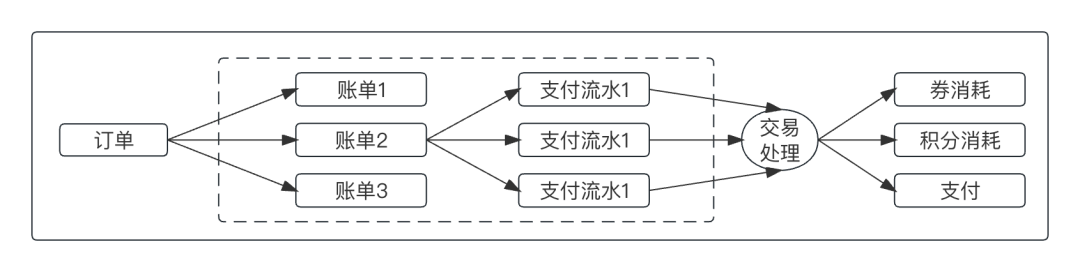 订单
账单1
账单2
账单3
支付流水1
支付流水1
支付流水1
交易
处理
券消耗
积分消耗
支付